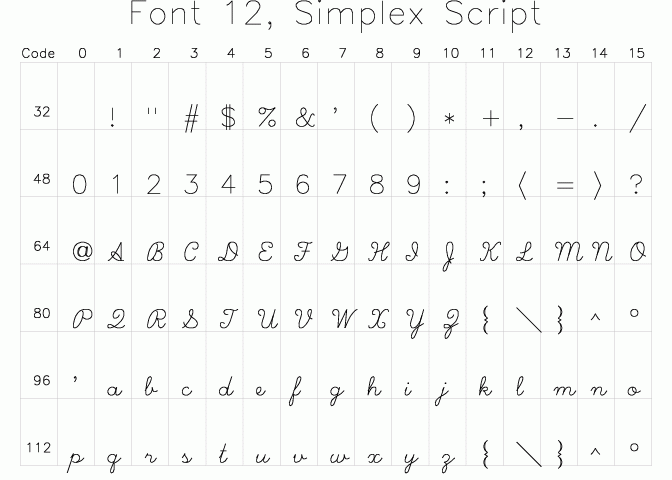 Font 12, Simplex Script
Code 0 1 2 3 4 5 6 7 8 9 10 11 12 13 14 15
32 ! " # $ % & ' ( ) * + , − . /
48 0 1 2 3 4 5 6 7 8 9 : ; ⟨ = ⟩ ?
64 @ A B C D E F G H I J K L M N O
80 P Q R S T U V W X Y Z { \ } ^ °
96 ’ a b c d e f g h i j k l m n o
112 p q r s t u v w x y z { \ } ^ °